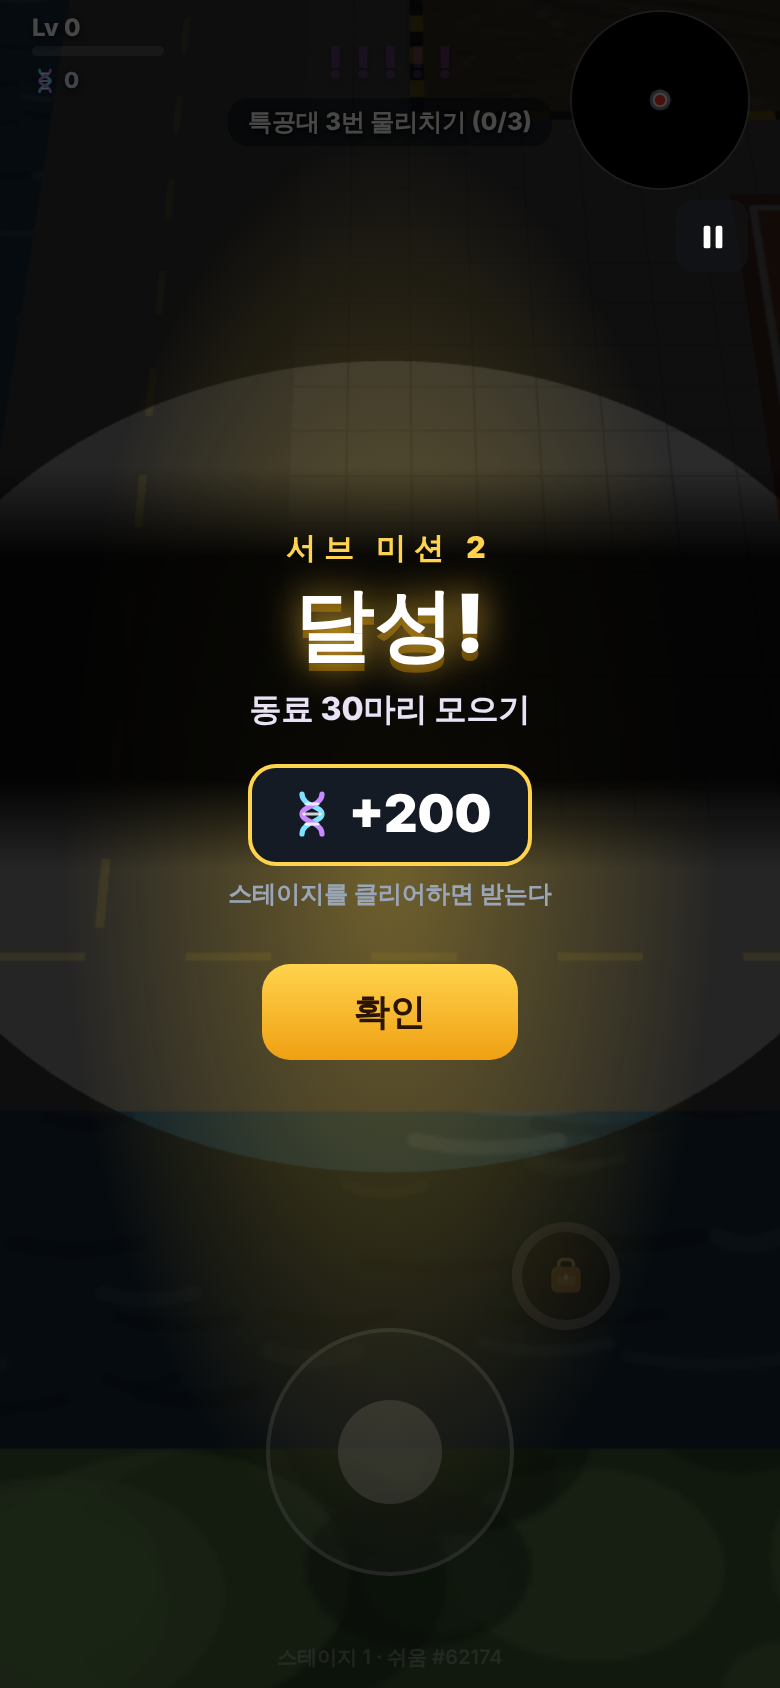 Lv 0
0
! ! ! ! !
특공대 3번 물리치기 (0/3)
서브 미션 2
달성!
동료 30마리 모으기
+200
스테이지를 클리어하면 받는다
확인
스테이지 1 · 쉬움 #62174